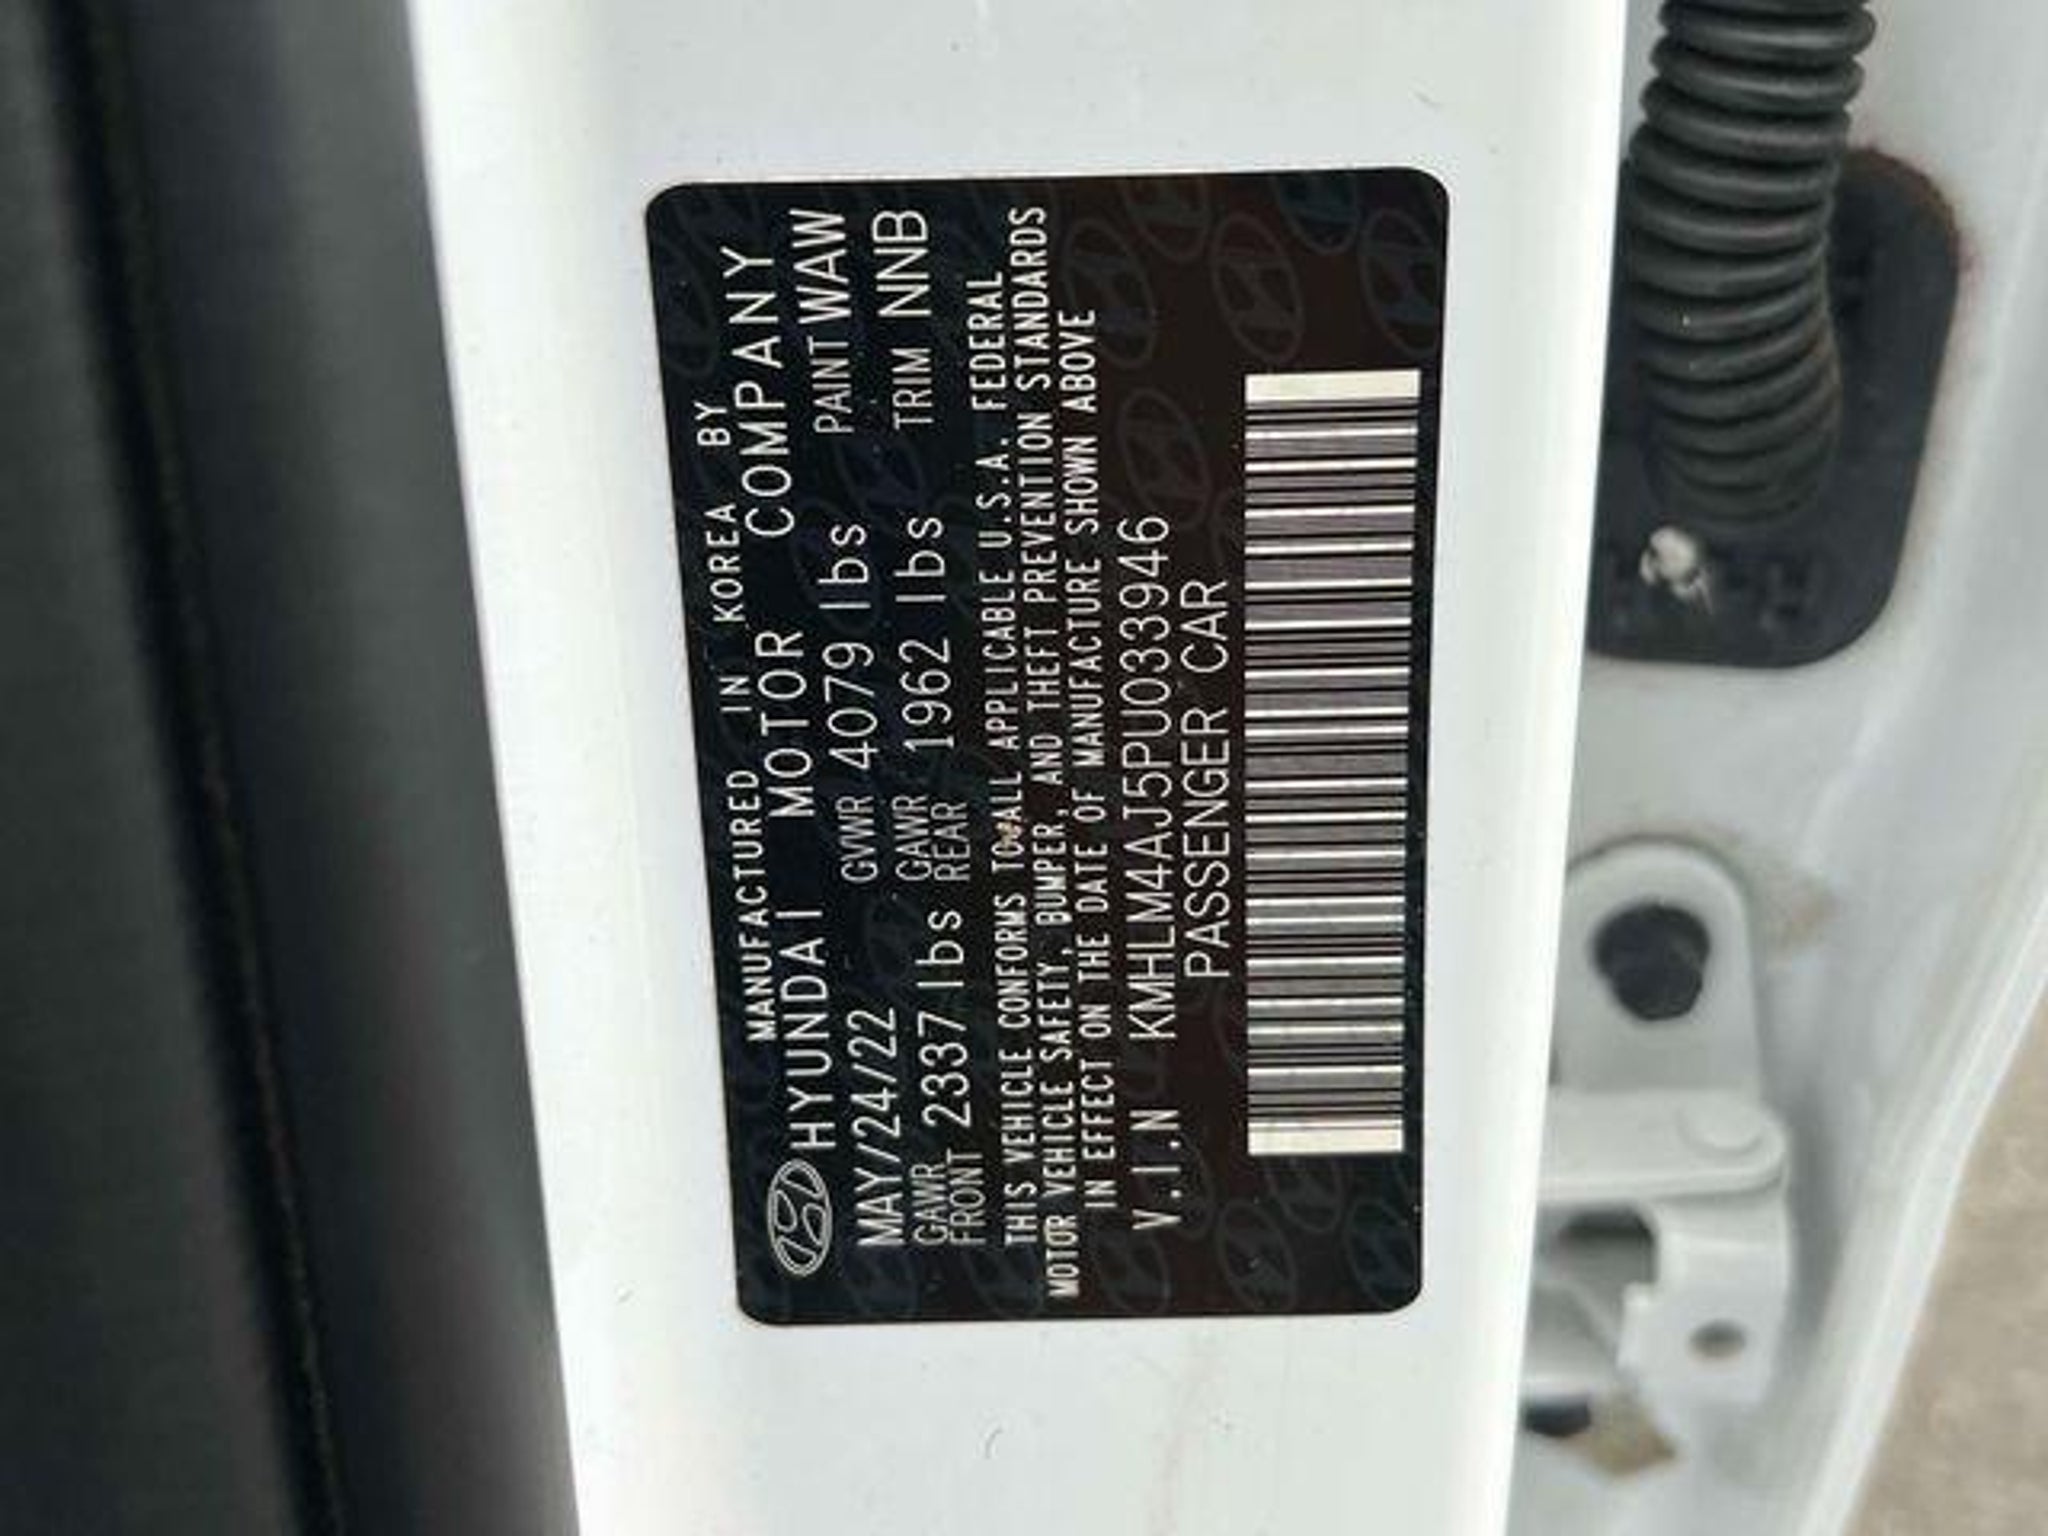 MANUFACTURED IN KOREA BY
HYUNDAI MOTOR COMPANY
MAY/24/22 GVWR 4079 lbs PAINT WAW
GAWR FRONT 2337 lbs GAWR REAR 1962 lbs TRIM NNB
THIS VEHICLE CONFORMS TO ALL APPLICABLE U.S.A. FEDERAL
MOTOR VEHICLE SAFETY, BUMPER, AND THEFT PREVENTION STANDARDS
IN EFFECT ON THE DATE OF MANUFACTURE SHOWN ABOVE
V.I.N KMHLM4AJ5PU033946
PASSENGER CAR